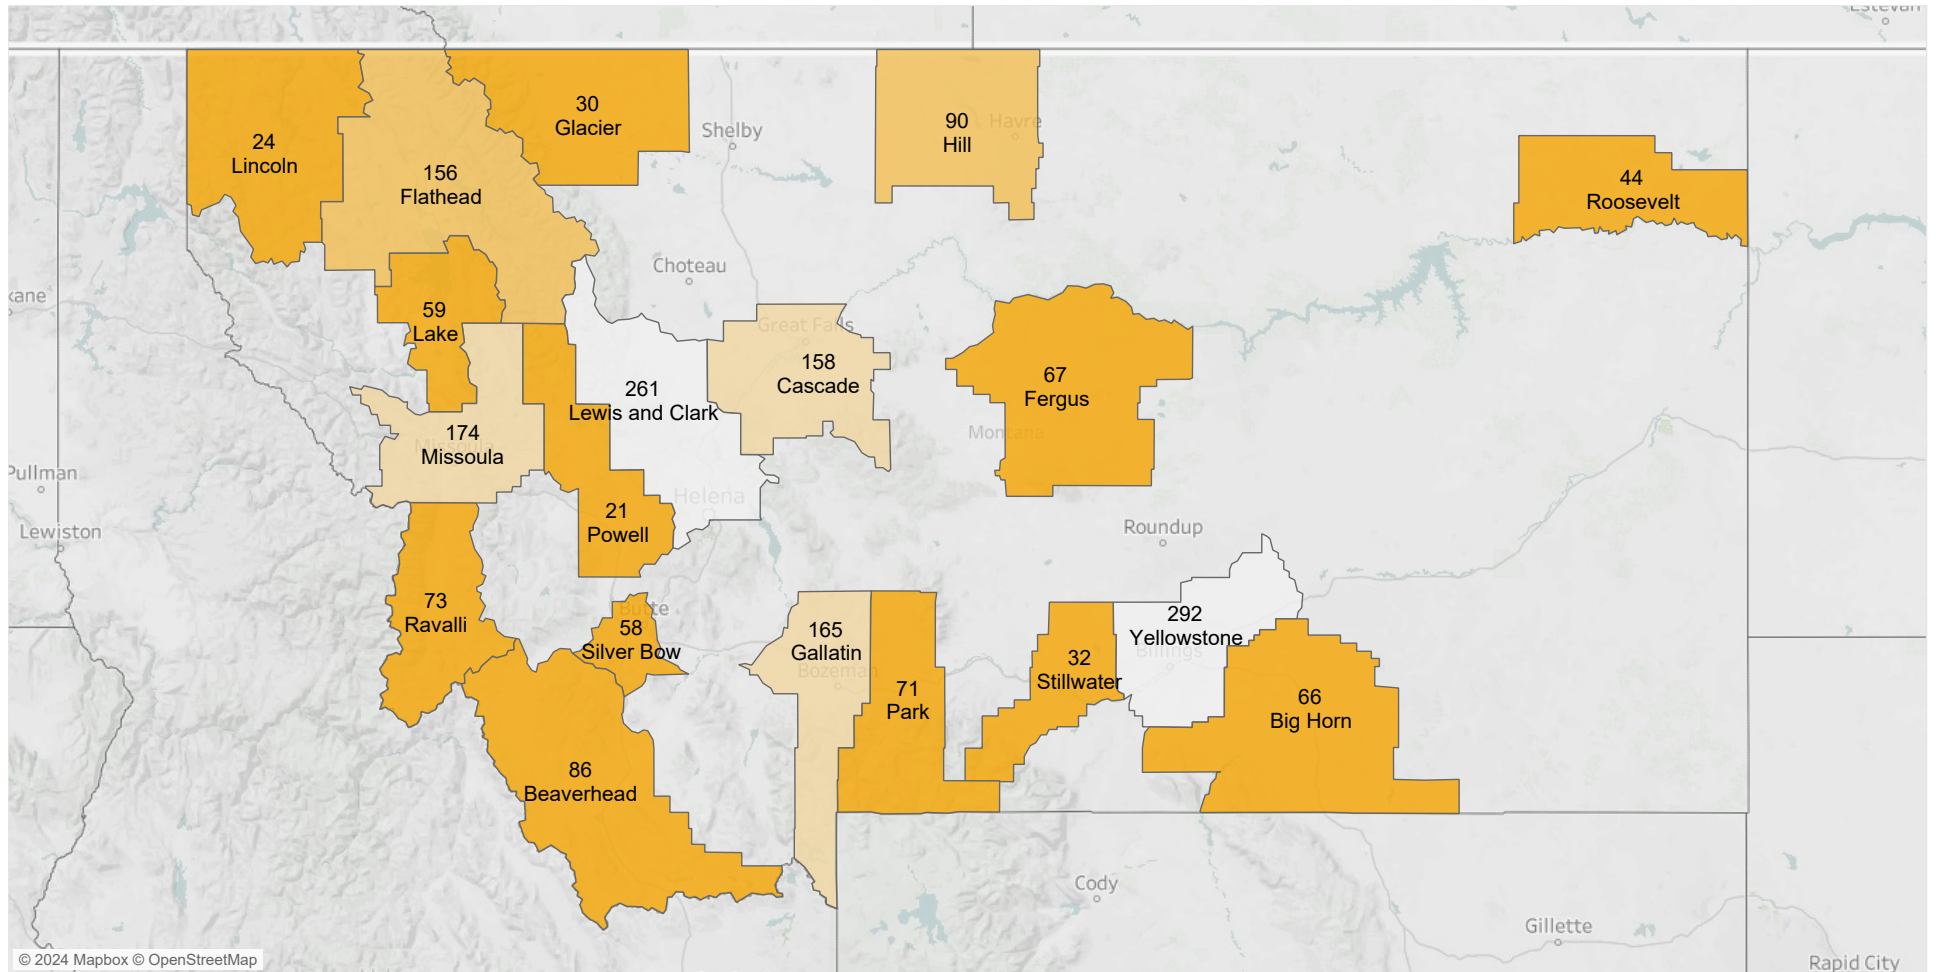 Estevan
24
Lincoln
156
Flathead
30
Glacier
Shelby
90
Hill
Havre
44
Roosevelt
Choteau
kane
59
Lake
Great Falls
158
Cascade
261
Lewis and Clark
67
Fergus
174
Missoula
Missoula
Montana
Pullman
Helena
21
Powell
Lewiston
Roundup
73
Ravalli
Butte
58
Silver Bow
165
Gallatin
Bozeman
71
Park
32
Stillwater
292
Yellowstone
Billings
66
Big Horn
86
Beaverhead
Cody
Gillette
Rapid City
© 2024 Mapbox © OpenStreetMap